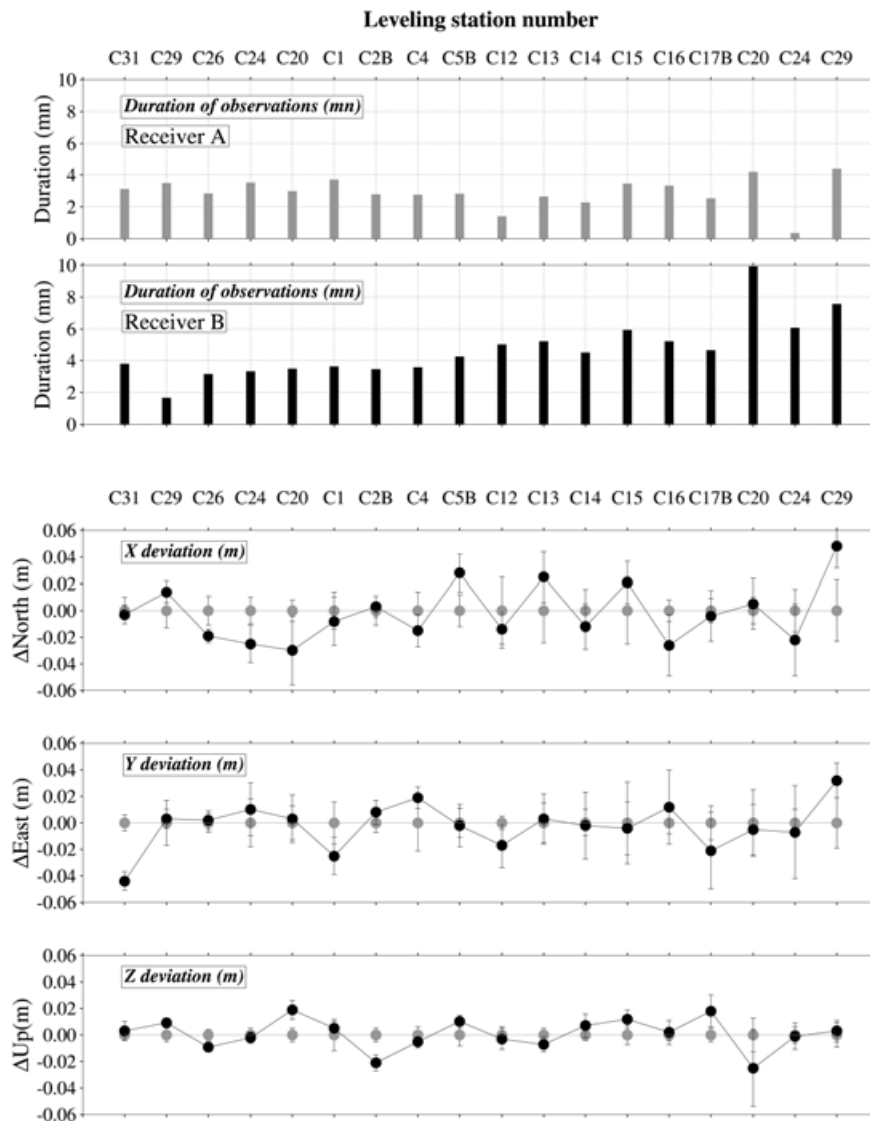 Leveling station number
C31 C29 C26 C24 C20 C1 C2B C4 C5B C12 C13 C14 C15 C16 C17B C20 C24 C29
Duration (mn)
10
8
6
4
2
0
Duration of observations (mn)
Receiver A
Duration (mn)
10
8
6
4
2
0
Duration of observations (mn)
Receiver B
C31 C29 C26 C24 C20 C1 C2B C4 C5B C12 C13 C14 C15 C16 C17B C20 C24 C29
ΔNorth (m)
0.06
0.04
0.02
0.00
-0.02
-0.04
-0.06
X deviation (m)
ΔEast (m)
0.06
0.04
0.02
0.00
-0.02
-0.04
-0.06
Y deviation (m)
ΔUp(m)
0.06
0.04
0.02
0.00
-0.02
-0.04
-0.06
Z deviation (m)